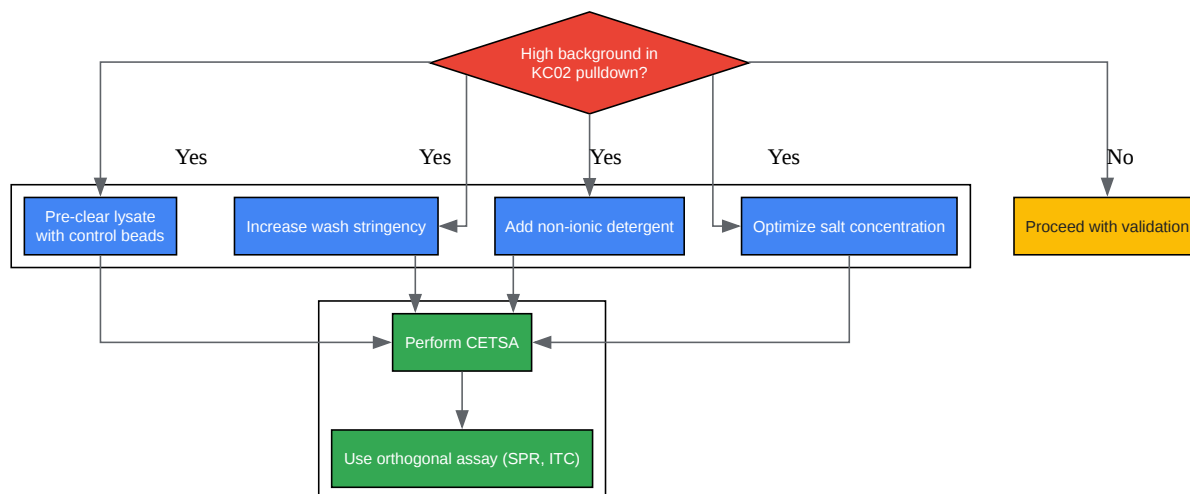 High background in
KC02 pulldown?
Yes
Yes
Yes
Yes
No
Pre-clear lysate
with control beads
Increase wash stringency
Add non-ionic detergent
Optimize salt concentration
Proceed with validation
Perform CETSA
Use orthogonal assay (SPR, ITC)